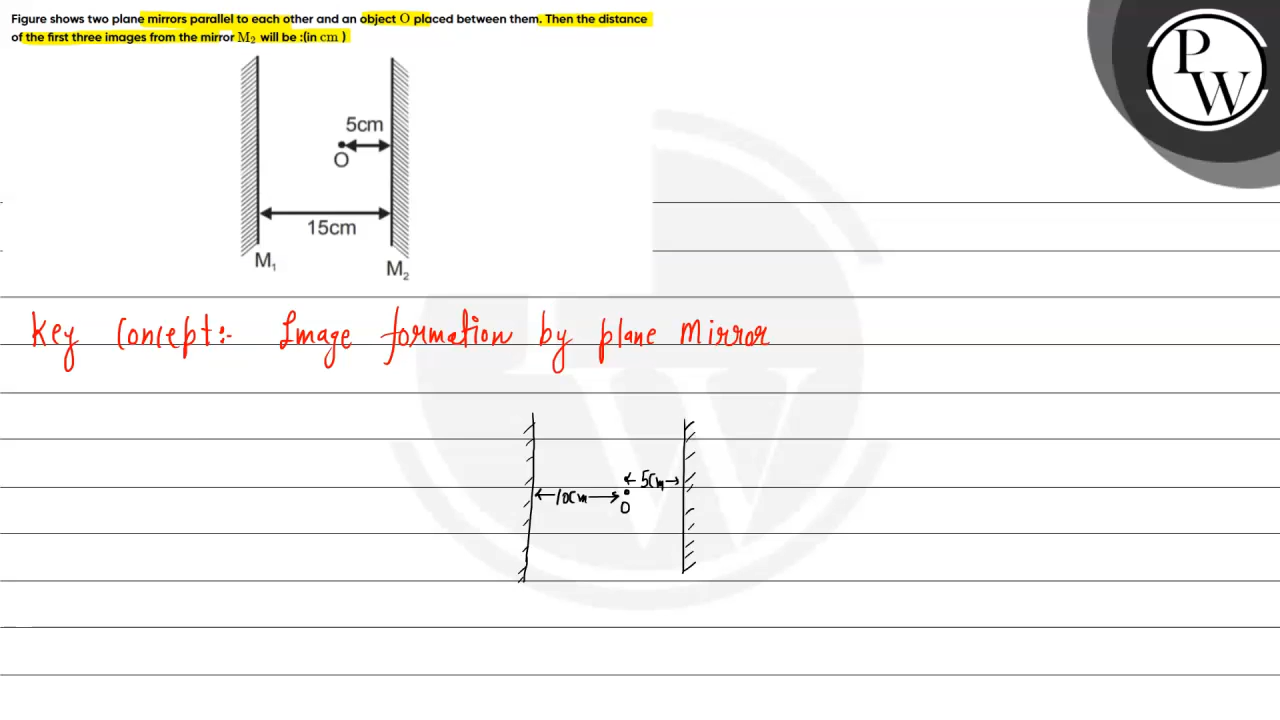 Figure shows two plane mirrors parallel to each other and an object O placed between them. Then the distance
of the first three images from the mirror M₂ will be :(in cm )
5cm
O
15cm
M₁
M₂
P
W
Key Concept:- Image formation by plane Mirror
10cm
5cm
O